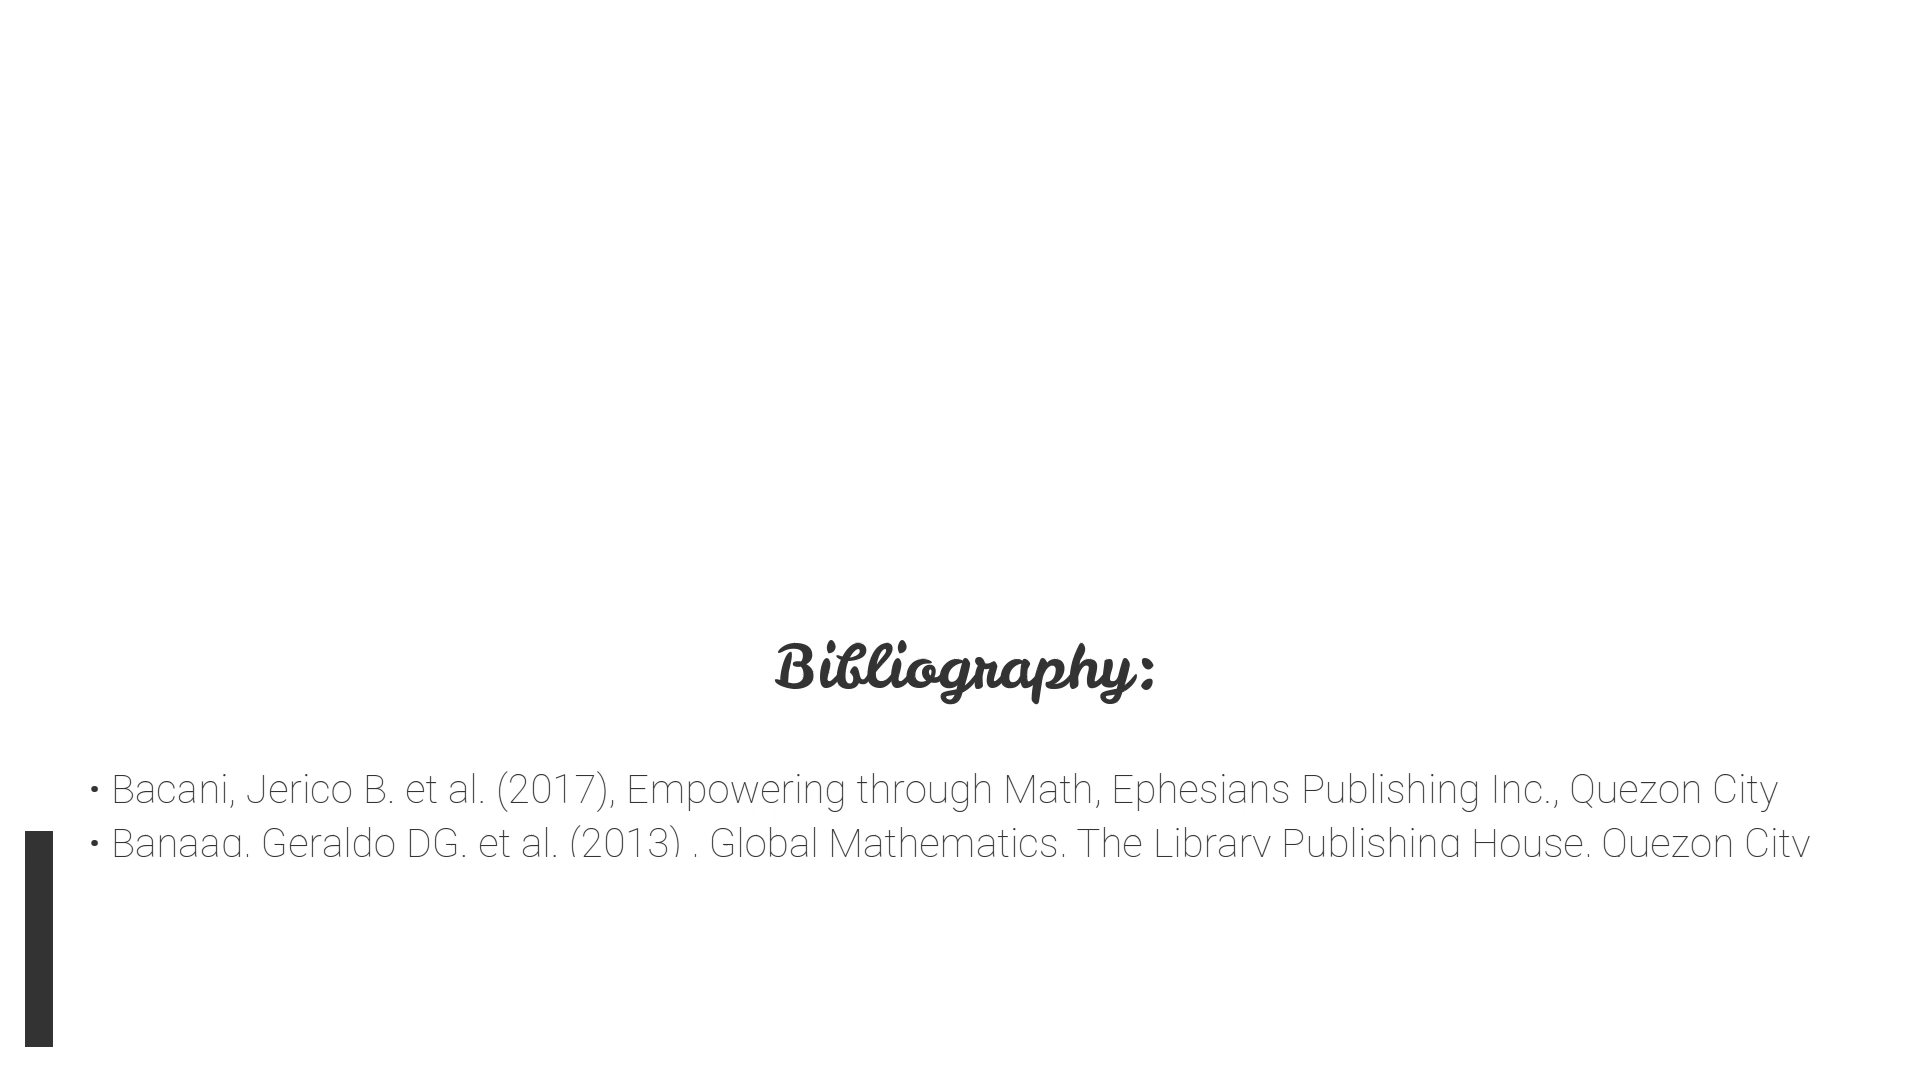 Bibliography:
• Bacani, Jerico B. et al. (2017), Empowering through Math, Ephesians Publishing Inc., Quezon City
• Banaag, Geraldo DG. et al. (2013) , Global Mathematics, The Library Publishing House, Quezon City